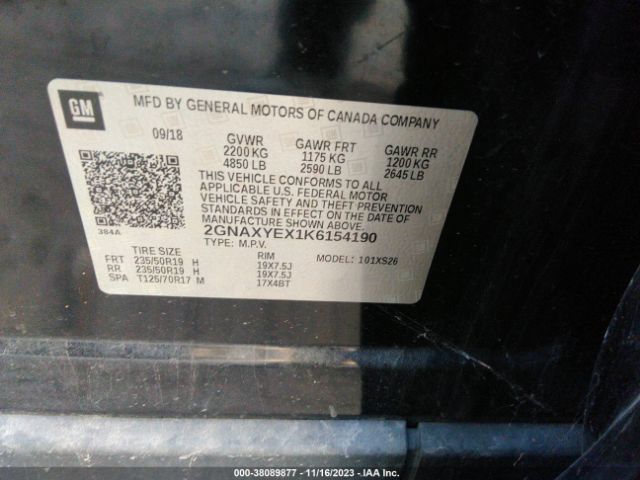 GM
MFD BY GENERAL MOTORS OF CANADA COMPANY
09/18 GVWR GAWR FRT GAWR RR
2200 KG 1175 KG 1200 KG
4850 LB 2590 LB 2645 LB
THIS VEHICLE CONFORMS TO ALL
APPLICABLE U.S. FEDERAL MOTOR
VEHICLE SAFETY AND THEFT PREVENTION
STANDARDS IN EFFECT ON THE DATE OF
MANUFACTURE SHOWN ABOVE.
384A 2GNAXYEX1K6154190
TYPE: M.P.V. MODEL: 101XS26
TIRE SIZE RIM
FRT 235/50R19 H 19X7.5J
RR 235/50R19 H 19X7.5J
SPA T125/70R17 M 17X4BT
000-38089877 - 11/16/2023 - IAA Inc.